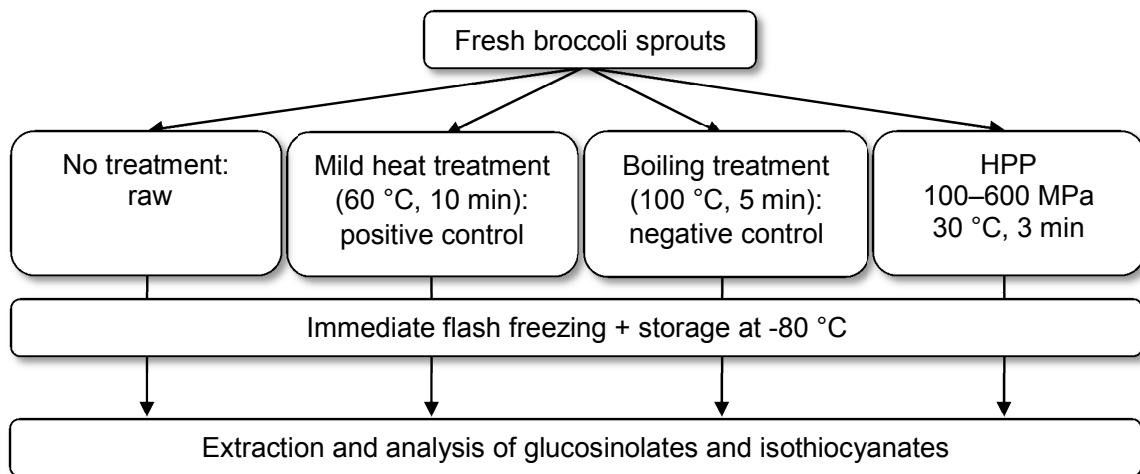 Fresh broccoli sprouts
No treatment:
raw
Mild heat treatment
(60 °C, 10 min):
positive control
Boiling treatment
(100 °C, 5 min):
negative control
HPP
100–600 MPa
30 °C, 3 min
Immediate flash freezing + storage at -80 °C
Extraction and analysis of glucosinolates and isothiocyanates